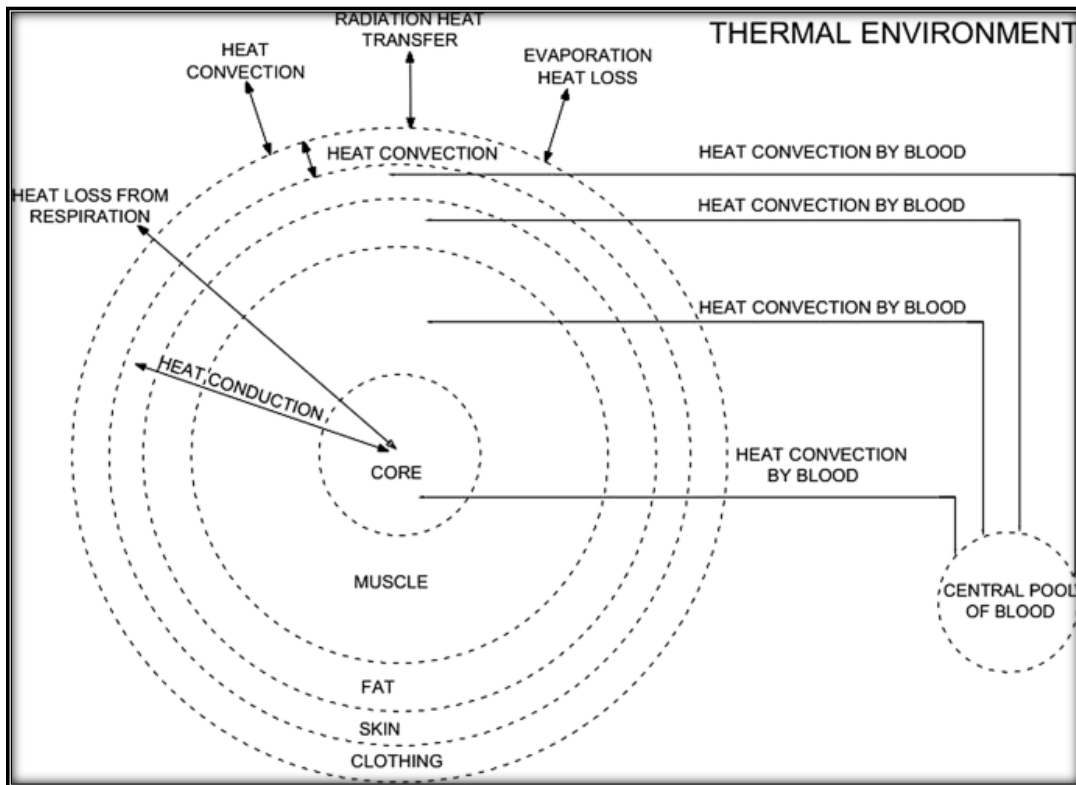 RADIATION HEAT
TRANSFER
THERMAL ENVIRONMENT
HEAT
CONVECTION
EVAPORATION
HEAT LOSS
HEAT CONVECTION
HEAT CONVECTION BY BLOOD
HEAT LOSS FROM
RESPIRATION
HEAT CONVECTION BY BLOOD
HEAT CONVECTION BY BLOOD
HEAT CONDUCTION
HEAT CONVECTION
BY BLOOD
CORE
MUSCLE
CENTRAL POOL
OF BLOOD
FAT
SKIN
CLOTHING